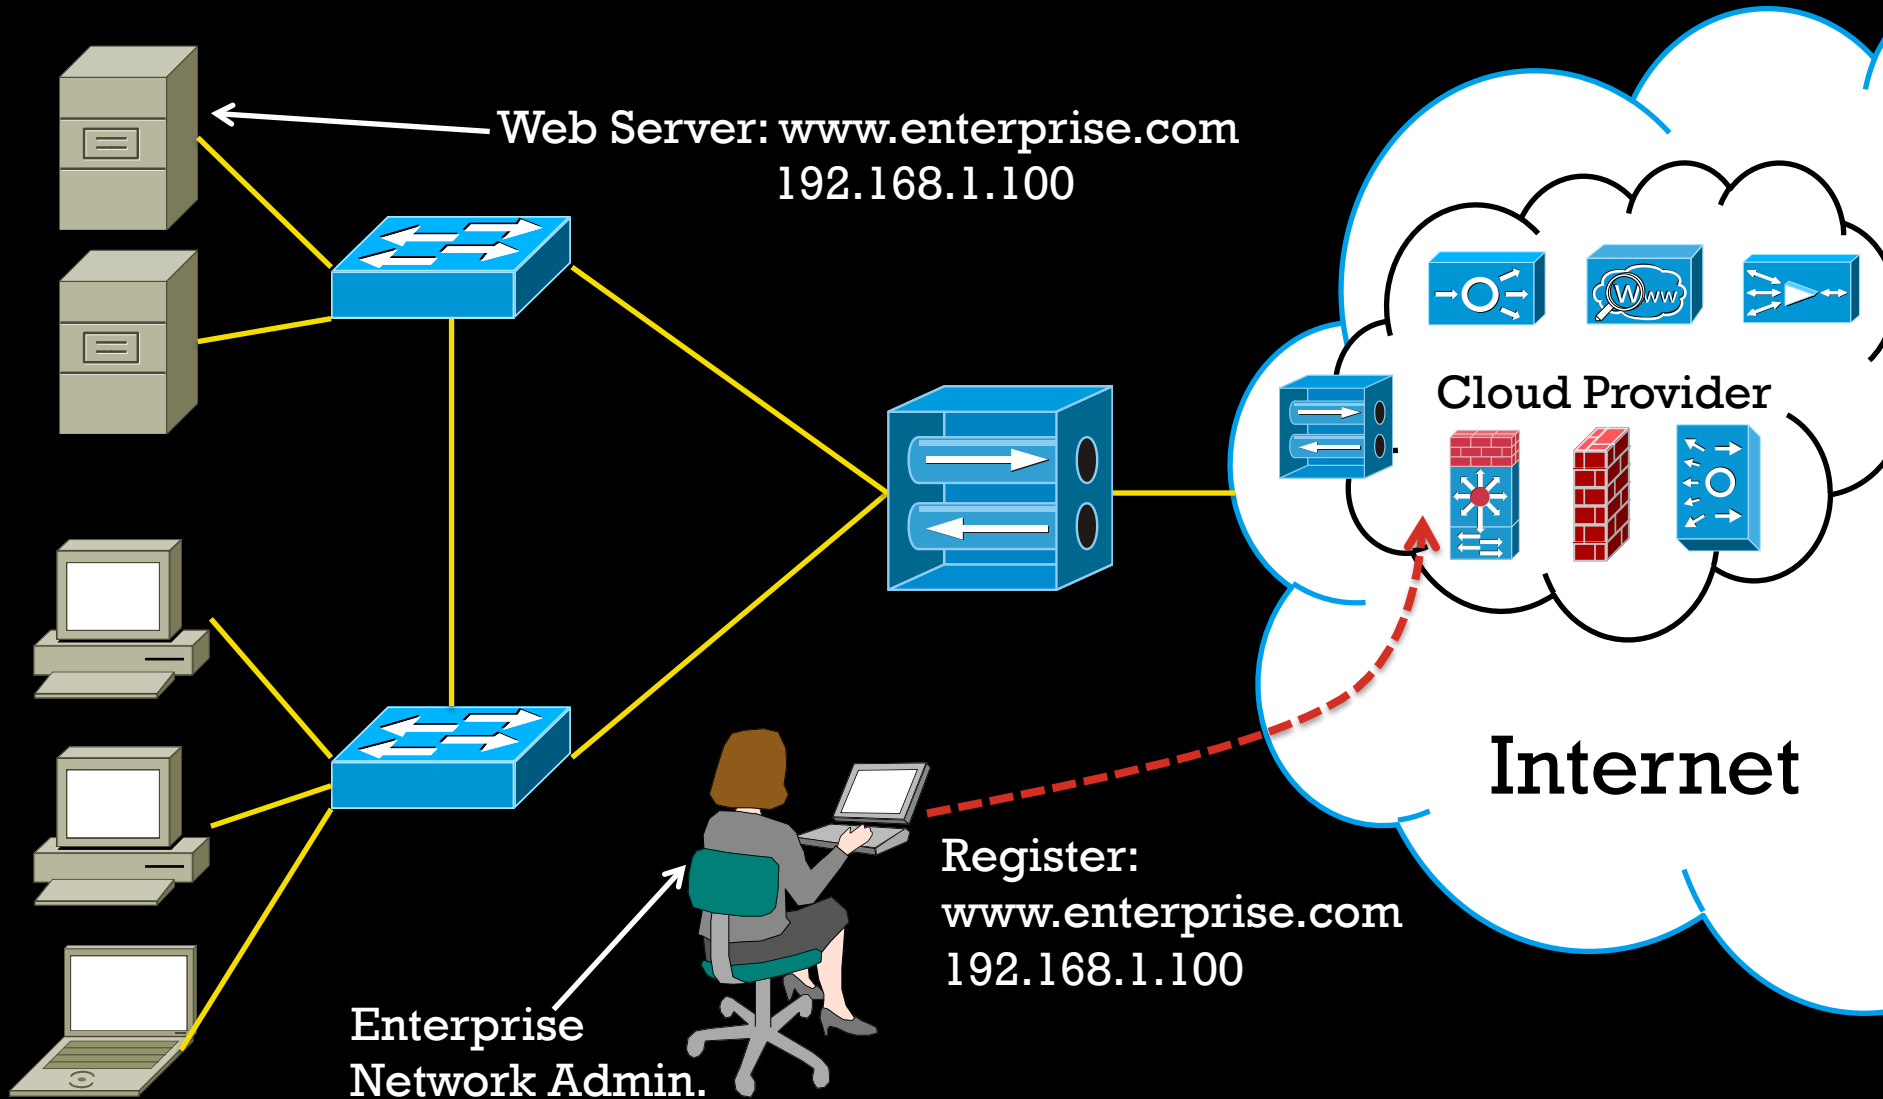 Web Server: www.enterprise.com
192.168.1.100
Www
Cloud Provider
Internet
Register:
www.enterprise.com
192.168.1.100
Enterprise
Network Admin.